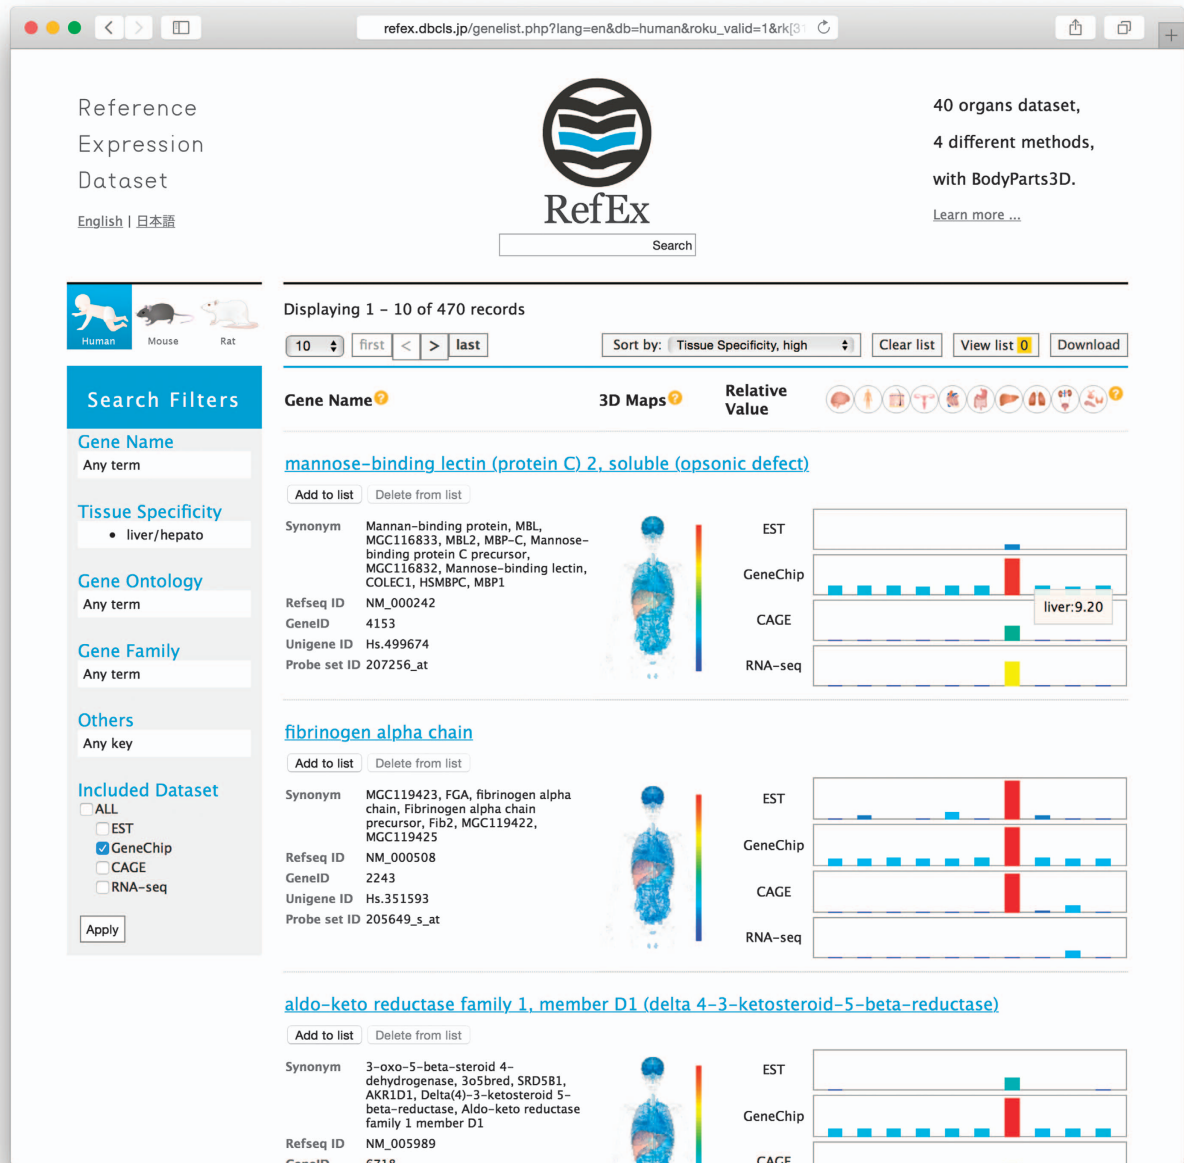 refex.dbcls.jp/genelist.php?lang=en&db=human&roku_valid=1&rk[31
Reference
Expression
Dataset
English | 日本語
RefEx
Search
40 organs dataset,
4 different methods,
with BodyParts3D.
Learn more ...
Human
Mouse
Rat
Search Filters
Gene Name
Any term
Tissue Specificity
• liver/hepato
Gene Ontology
Any term
Gene Family
Any term
Others
Any key
Included Dataset
ALL
EST
GeneChip
CAGE
RNA-seq
Apply
Displaying 1 – 10 of 470 records
10 first < > last
Sort by: Tissue Specificity, high Clear list View list 0 Download
Gene Name ? 3D Maps ? Relative Value ?
mannose-binding lectin (protein C) 2, soluble (opsonic defect)
Add to list Delete from list
Synonym Mannan-binding protein, MBL,
MGC116833, MBL2, MBP-C, Mannose-
binding protein C precursor,
MGC116832, Mannose-binding lectin,
COLEC1, HSMBPC, MBP1
Refseq ID NM_000242
GeneID 4153
Unigene ID Hs.499674
Probe set ID 207256_at
EST
GeneChip
liver:9.20
CAGE
RNA-seq
fibrinogen alpha chain
Add to list Delete from list
Synonym MGC119423, FGA, fibrinogen alpha
chain, Fibrinogen alpha chain
precursor, Fib2, MGC119422,
MGC119425
Refseq ID NM_000508
GeneID 2243
Unigene ID Hs.351593
Probe set ID 205649_s_at
EST
GeneChip
CAGE
RNA-seq
aldo-keto reductase family 1, member D1 (delta 4-3-ketosteroid-5-beta-reductase)
Add to list Delete from list
Synonym 3-oxo-5-beta-steroid 4-
dehydrogenase, 3o5bred, SRD5B1,
AKR1D1, Delta(4)-3-ketosteroid 5-
beta-reductase, Aldo-keto reductase
family 1 member D1
Refseq ID NM_005989
GeneID 6718
EST
GeneChip
CAGE